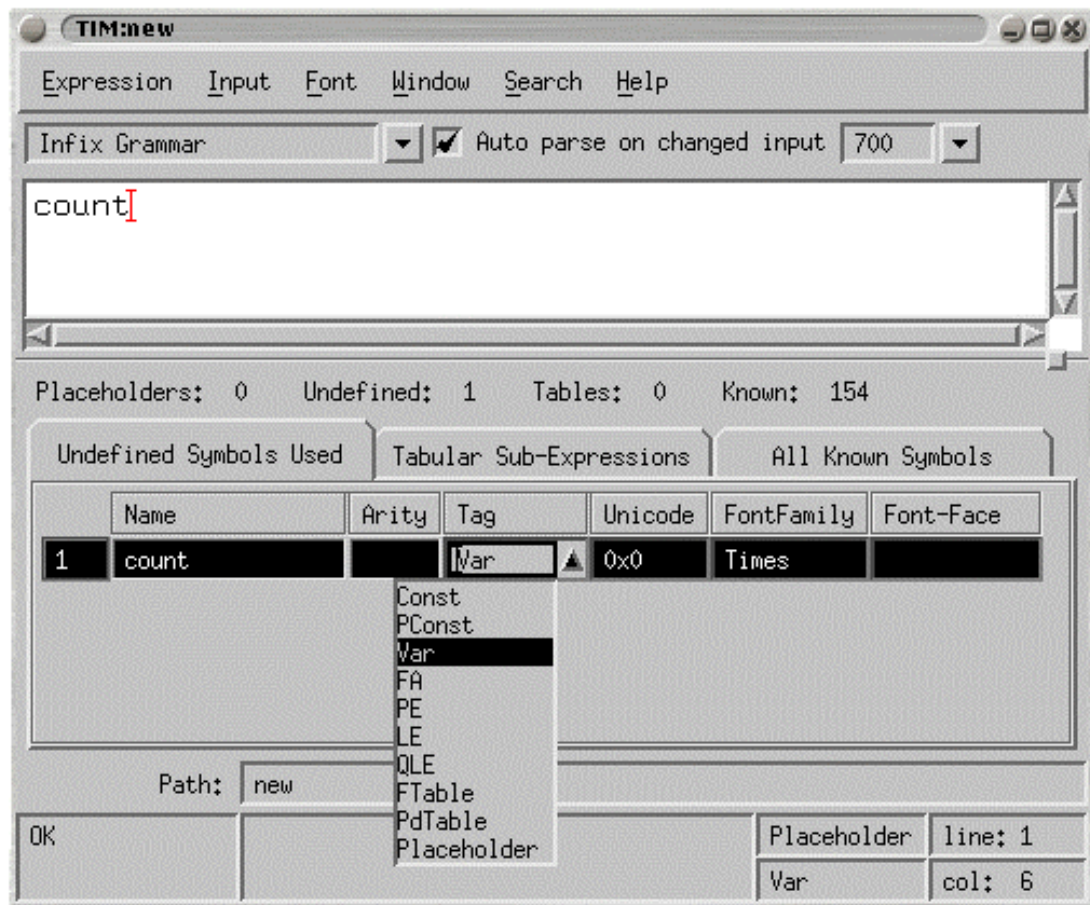 TIM:new
Expression Input Font Window Search Help
Infix Grammar Auto parse on changed input 700
count
Placeholders: 0 Undefined: 1 Tables: 0 Known: 154
Undefined Symbols Used Tabular Sub-Expressions All Known Symbols
Name Arity Tag Unicode FontFamily Font-Face
1 count Var 0x0 Times
Const
PConst
Var
FA
PE
LE
QLE
FTable
PdTable
Placeholder
Path: new
OK Placeholder line: 1
Var col: 6